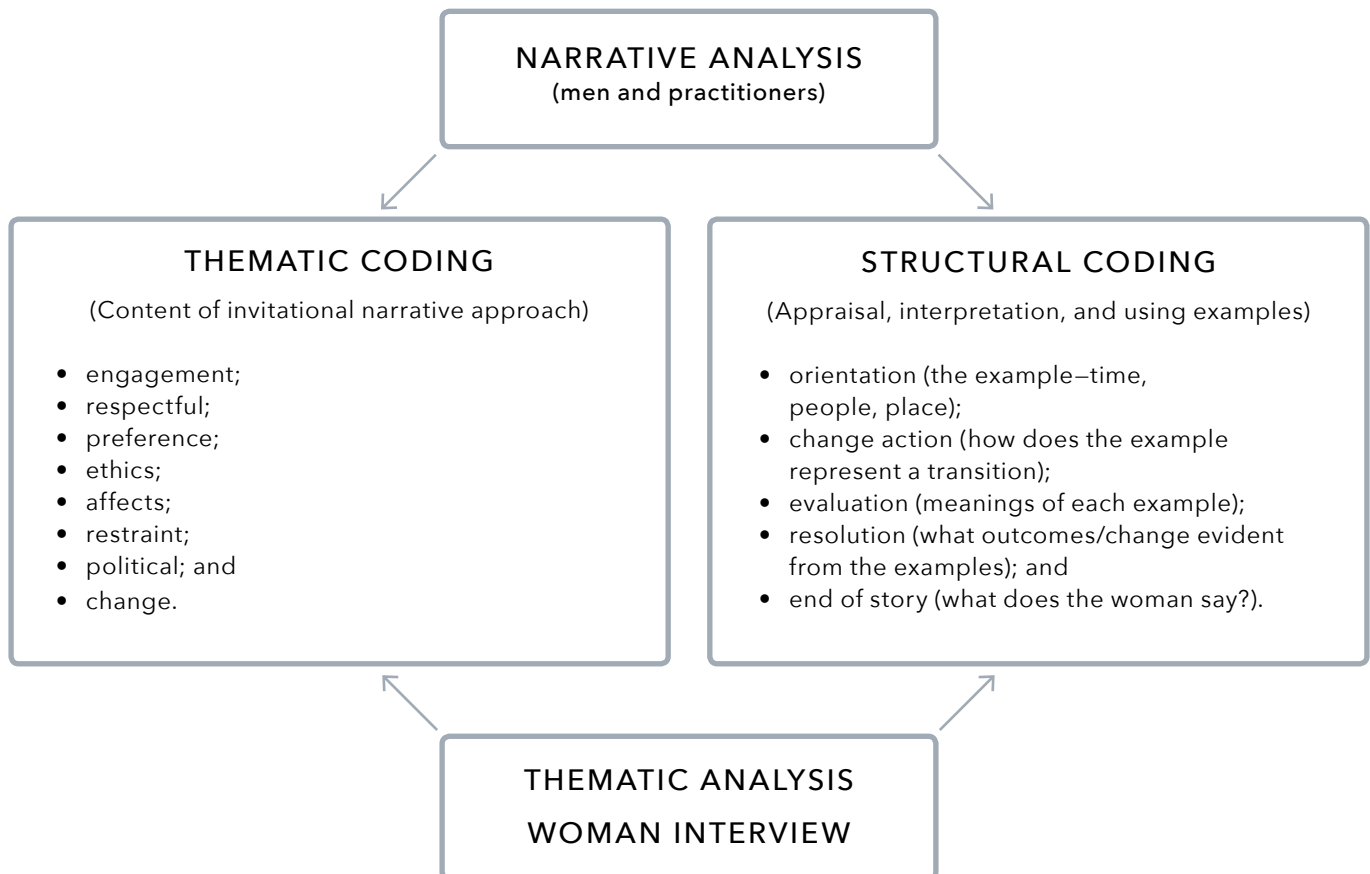 NARRATIVE ANALYSIS
(men and practitioners)
THEMATIC CODING
(Content of invitational narrative approach)
• engagement;
• respectful;
• preference;
• ethics;
• affects;
• restraint;
• political; and
• change.
STRUCTURAL CODING
(Appraisal, interpretation, and using examples)
• orientation (the example—time,
people, place);
• change action (how does the example
represent a transition);
• evaluation (meanings of each example);
• resolution (what outcomes/change evident
from the examples); and
• end of story (what does the woman say?).
THEMATIC ANALYSIS
WOMAN INTERVIEW